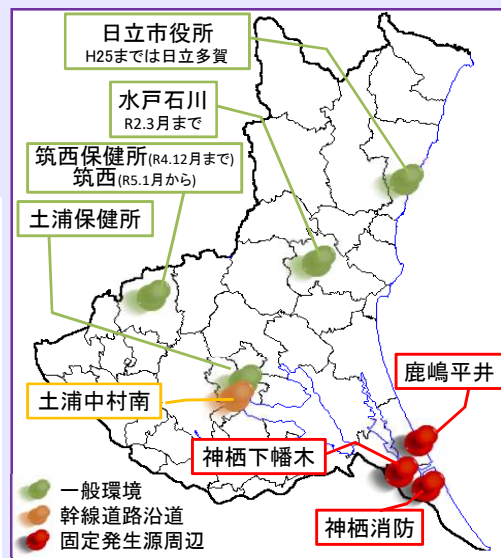 日立市役所
H25までは日立多賀
水戸石川
R2.3月まで
筑西保健所(R4.12月まで)
筑西(R5.1月から)
土浦保健所
土浦中村南
鹿嶋平井
神栖下幡木
神栖消防
一般環境
幹線道路沿道
固定発生源周辺